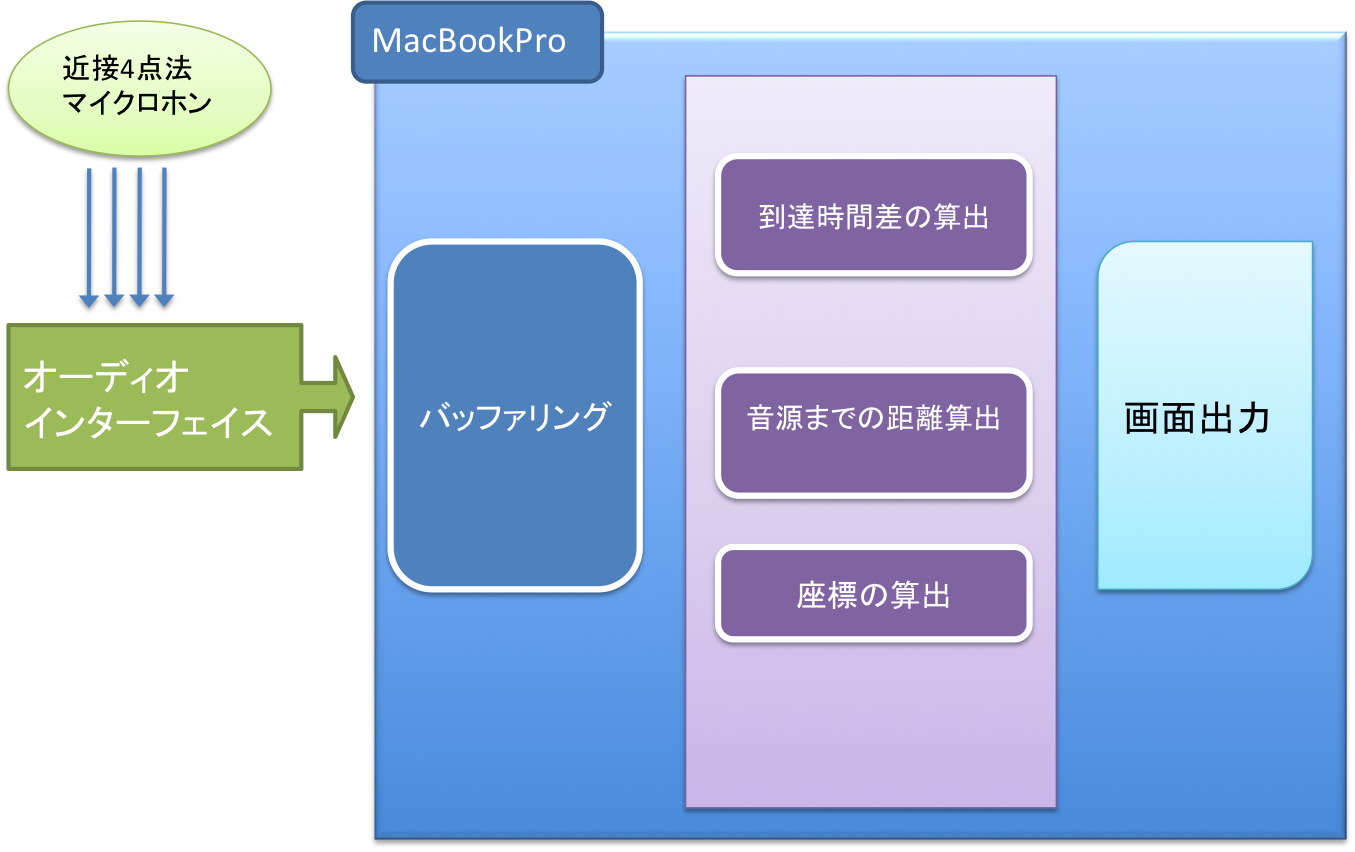 近接4点法
マイクロホン
MacBookPro
オーディオ
インターフェイス
バッファリング
到達時間差の算出
音源までの距離算出
座標の算出
画面出力